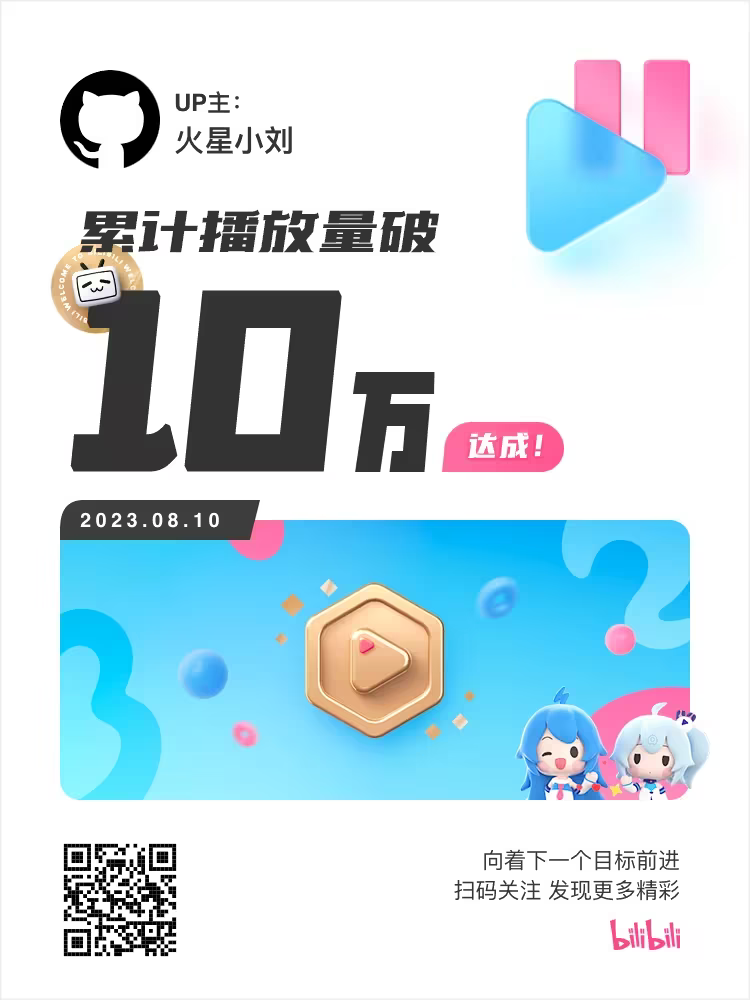 UP主：
火星小刘
累计播放量破
10万
达成！
2023.08.10
向着下一个目标前进
扫码关注 发现更多精彩
bilibili